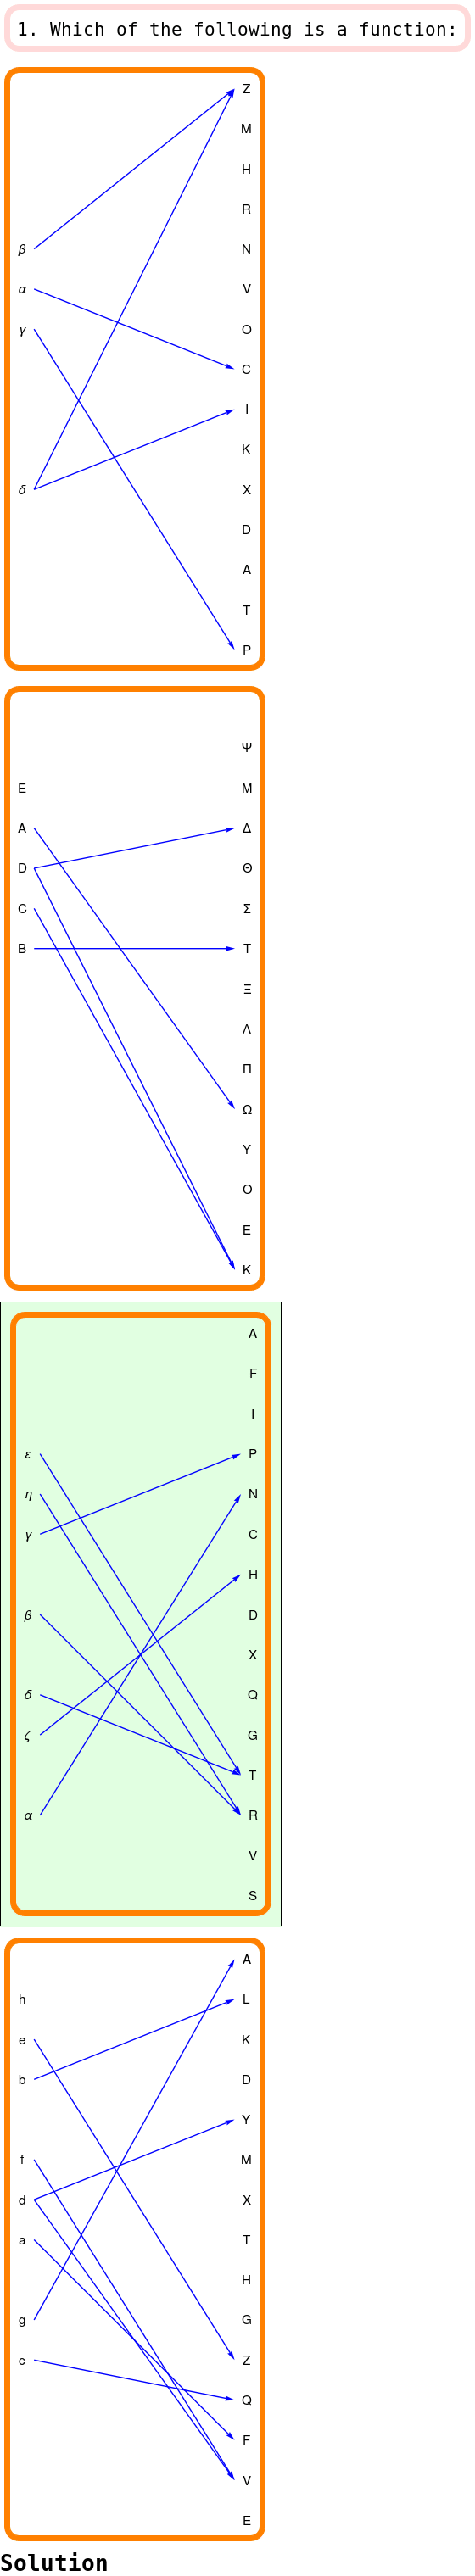 1. Which of the following is a function:
Z
M
H
R
β N
α V
γ O
C
I
K
δ X
D
A
T
P
Ψ
E M
A Δ
D Θ
C Σ
B T
Ξ
Λ
Π
Ω
Υ
O
E
K
A
F
I
ε P
η N
γ C
H
β D
X
δ Q
ζ G
T
α R
V
S
A
h L
e K
b D
Y
f M
d X
a T
H
g G
c Z
Q
F
V
E
Solution